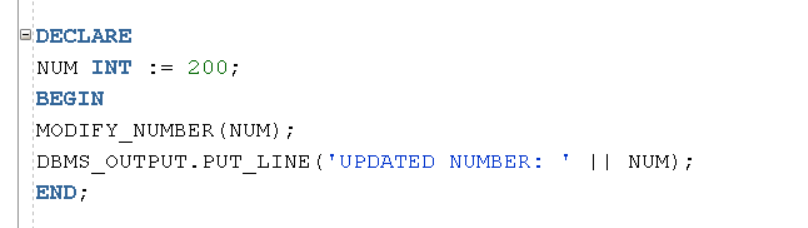 DECLARE
NUM INT := 200;
BEGIN
MODIFY_NUMBER(NUM);
DBMS_OUTPUT.PUT_LINE('UPDATED NUMBER: ' || NUM);
END;